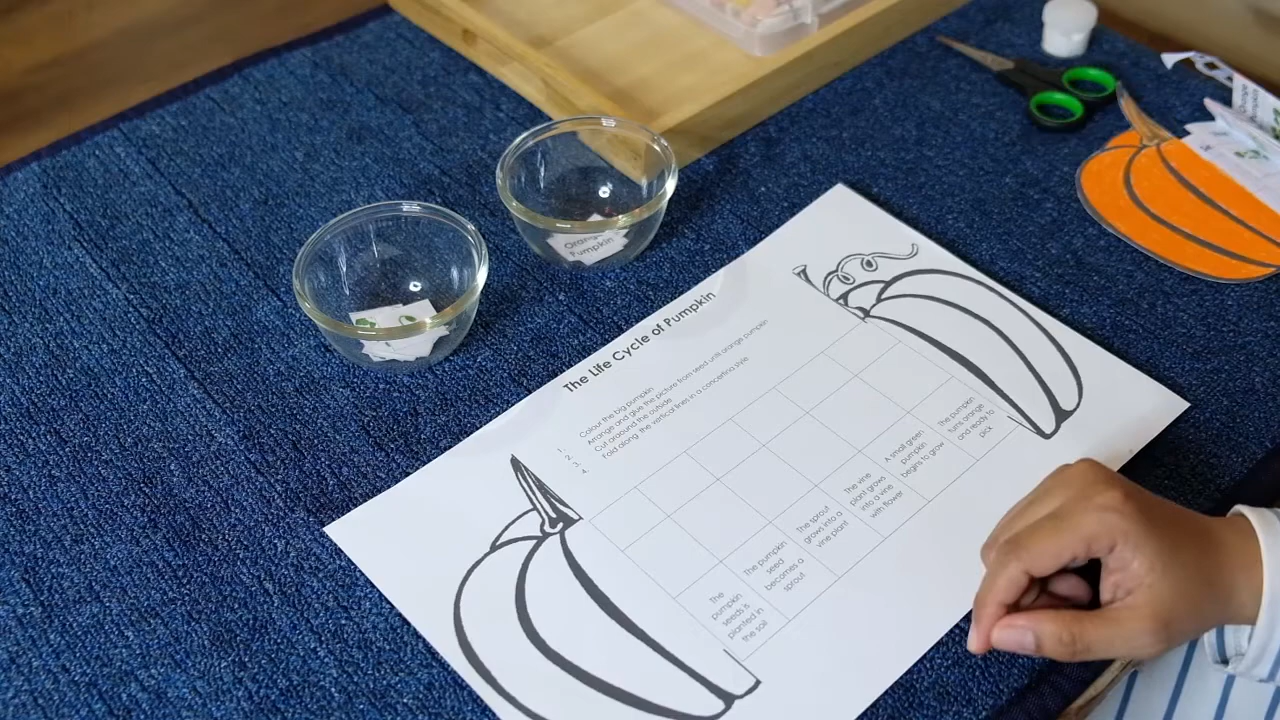 The Life Cycle of Pumpkin
1. Colour the big pumpkin
2. Arrange and glue the picture from seed until orange pumpkin
3. Cut around the outside
4. Fold along the vertical lines in a concertina style
The
pumpkin
seeds is
planted in
the soil
The pumpkin
seed
becomes a
sprout
The sprout
grows into a
vine plant
The vine
plant grows
into a vine
with flower
A small green
pumpkin
begins to grow
The pumpkin
turns orange
and ready to
pick
Orange
Pumpkin
Orange
Pumpkin